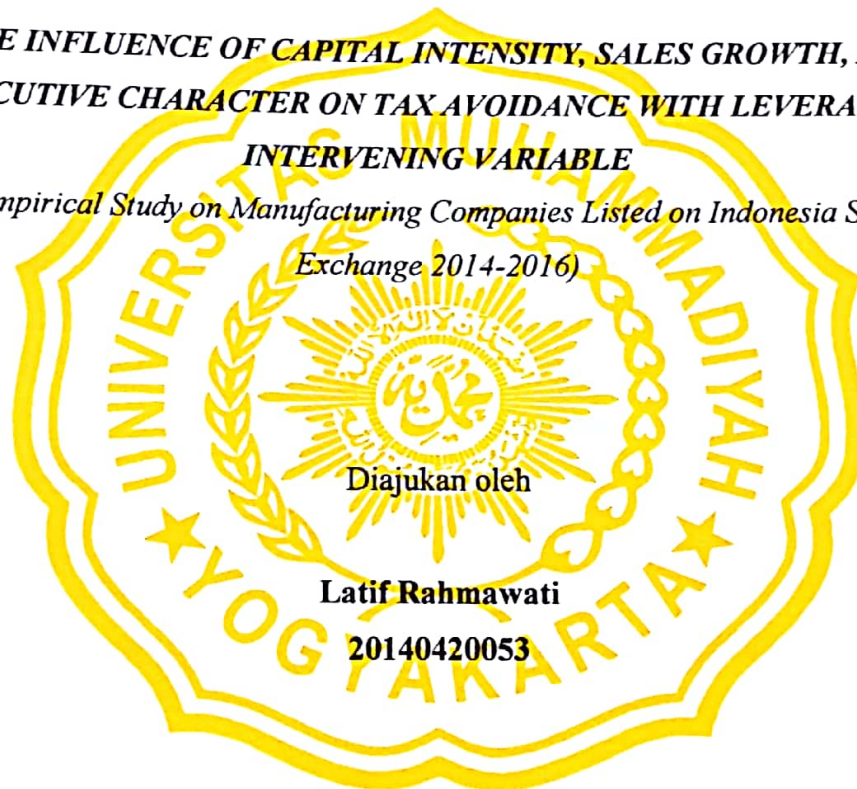 E INFLUENCE OF CAPITAL INTENSITY, SALES GROWTH,
CUTIVE CHARACTER ON TAX AVOIDANCE WITH LEVERA
INTERVENING VARIABLE
mpirical Study on Manufacturing Companies Listed on Indonesia S
Exchange 2014-2016)
UNIVERSITAS MUHAMMADIYAH
YOGYAKARTA
محمدية
Diajukan oleh
Latif Rahmawati
20140420053